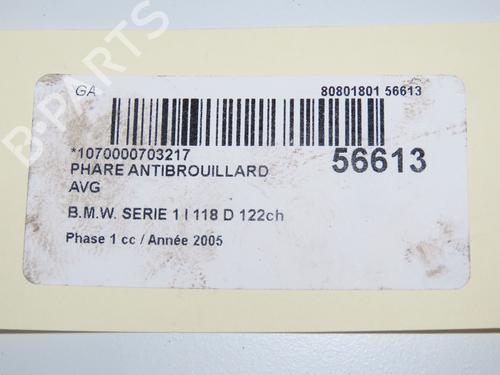 GA
80801801 56613
*1070000703217
56613
PHARE ANTIBROUILLARD
AVG
B.M.W. SERIE 1 I 118 D 122ch
Phase 1 cc / Année 2005
B-PARTS